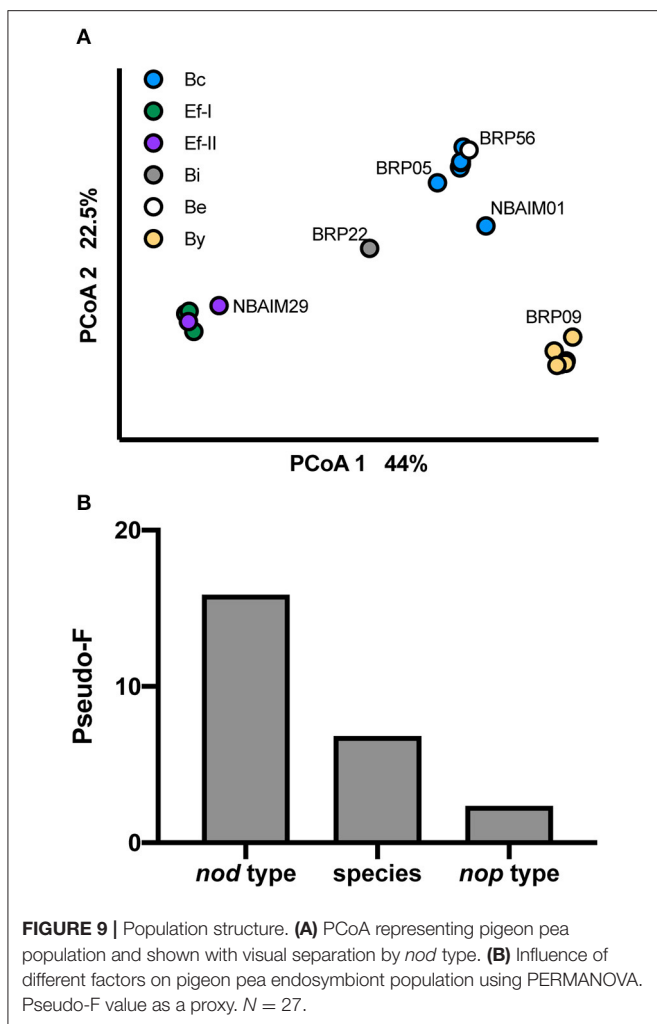 A
Bc
Ef-I
Ef-II
Bi
Be
By
BRP56
BRP05
NBAIM01
BRP22
NBAIM29
BRP09
PCoA 2 22.5%
PCoA 1 44%
B
20
10
0
Pseudo-F
nod type
species
nop type
FIGURE 9 | Population structure. (A) PCoA representing pigeon pea
population and shown with visual separation by nod type. (B) Influence of
different factors on pigeon pea endosymbiont population using PERMANOVA.
Pseudo-F value as a proxy. N = 27.